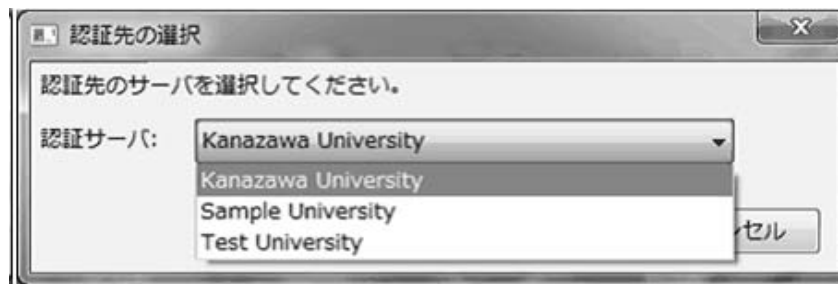 認証先の選択
認証先のサーバを選択してください。
認証サーバ: Kanazawa University
Kanazawa University
Sample University
Test University
ンセル